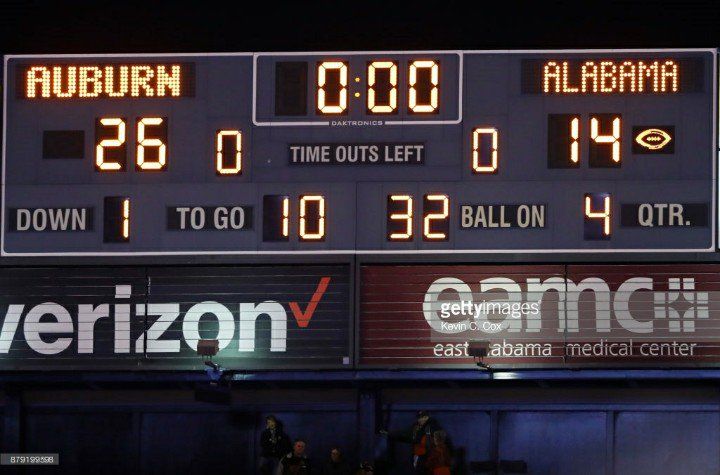 AUBURN 0:00 ALABAMA
DAKTRONICS
26 0 TIME OUTS LEFT 0 14
DOWN 1 TO GO 10 32 BALL ON 4 QTR.
verizon eamc
gettyimages
Kevin C. Cox
east alabama medical center
879199598